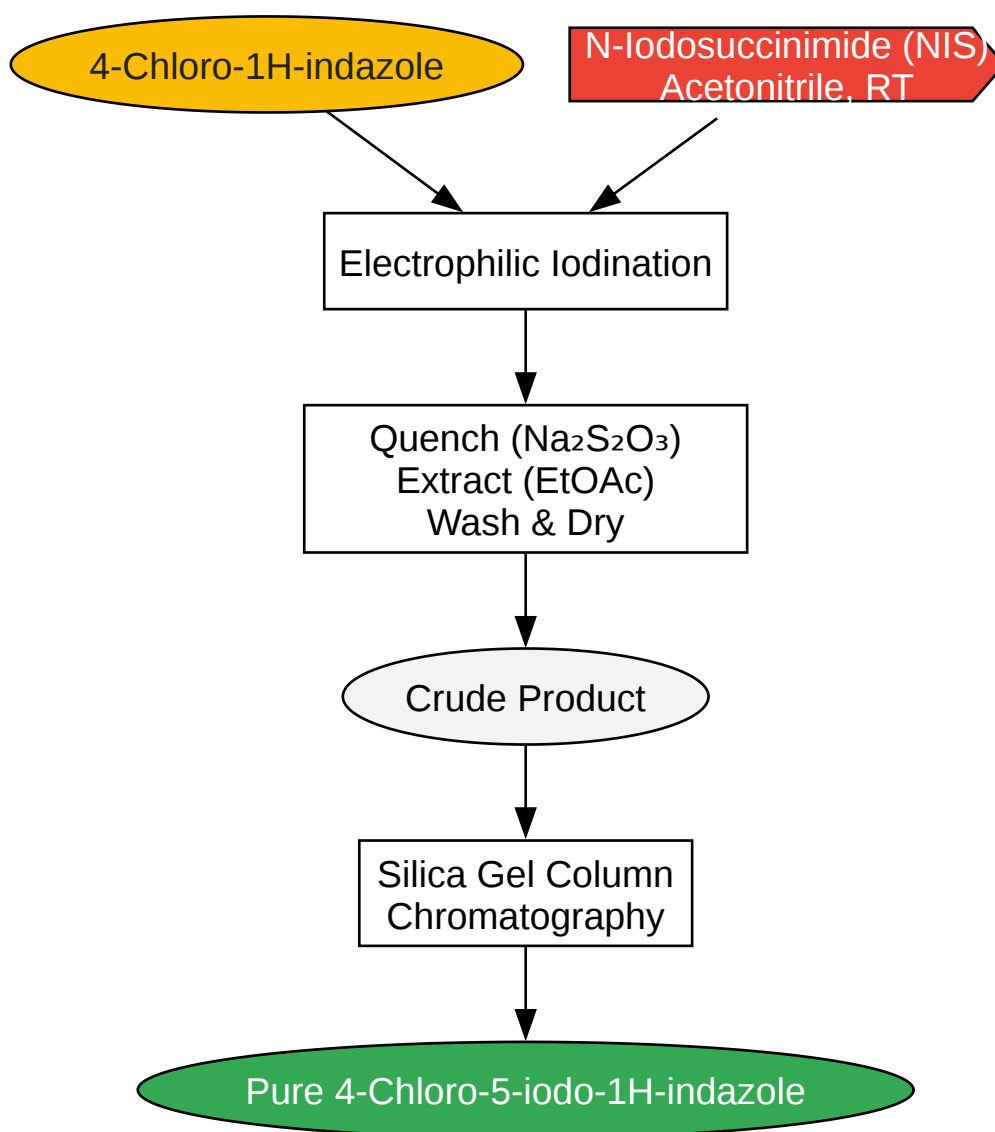 4-Chloro-1H-indazole
N-Iodosuccinimide (NIS)
Acetonitrile, RT
Electrophilic Iodination
Quench (Na₂S₂O₃)
Extract (EtOAc)
Wash & Dry
Crude Product
Silica Gel Column
Chromatography
Pure 4-Chloro-5-iodo-1H-indazole